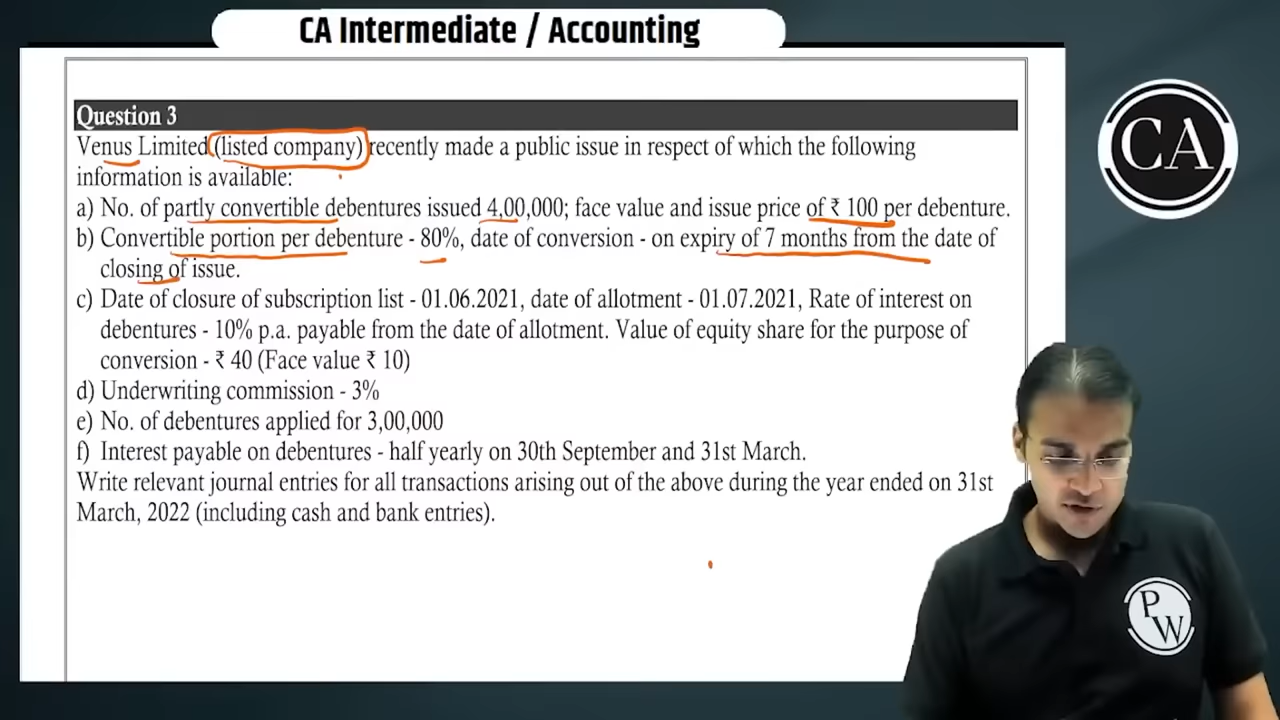 CA Intermediate / Accounting
Question 3
Venus Limited (listed company) recently made a public issue in respect of which the following
information is available:
a) No. of partly convertible debentures issued 4,00,000; face value and issue price of ₹ 100 per debenture.
b) Convertible portion per debenture - 80%, date of conversion - on expiry of 7 months from the date of
closing of issue.
c) Date of closure of subscription list - 01.06.2021, date of allotment - 01.07.2021, Rate of interest on
debentures - 10% p.a. payable from the date of allotment. Value of equity share for the purpose of
conversion - ₹ 40 (Face value ₹ 10)
d) Underwriting commission - 3%
e) No. of debentures applied for 3,00,000
f) Interest payable on debentures - half yearly on 30th September and 31st March.
Write relevant journal entries for all transactions arising out of the above during the year ended on 31st
March, 2022 (including cash and bank entries).
CA
P
W